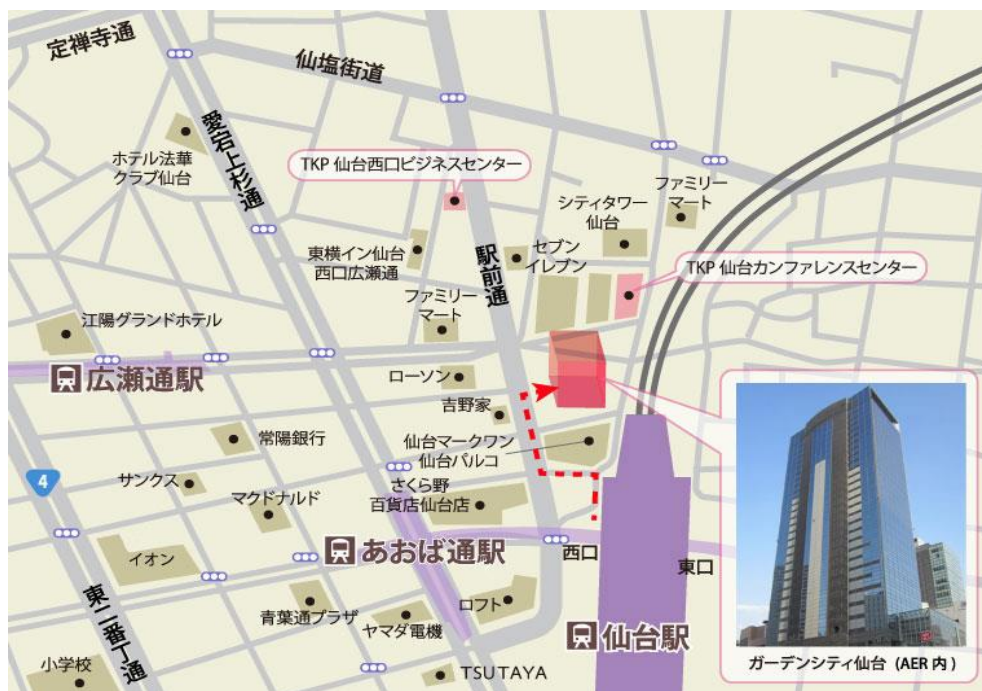 定禅寺通
仙塩街道
愛宕上杉通
ホテル法華
クラブ仙台
TKP 仙台西口ビジネスセンター
シティタワー
仙台
ファミリー
マート
東横イン仙台
西口広瀬通
駅前通
セブン
イレブン
TKP 仙台カンファレンスセンター
ファミリー
マート
江陽グランドホテル
広瀬通駅
ローソン
吉野家
常陽銀行
仙台マークワン
仙台パルコ
4
サンクス
マクドナルド
さくら野
百貨店仙台店
イオン
あおば通駅
西口
東口
東二番丁通
青葉通プラザ
ヤマダ電機
ロフト
仙台駅
小学校
TSUTAYA
ガーデンシティ仙台 (AER 内)